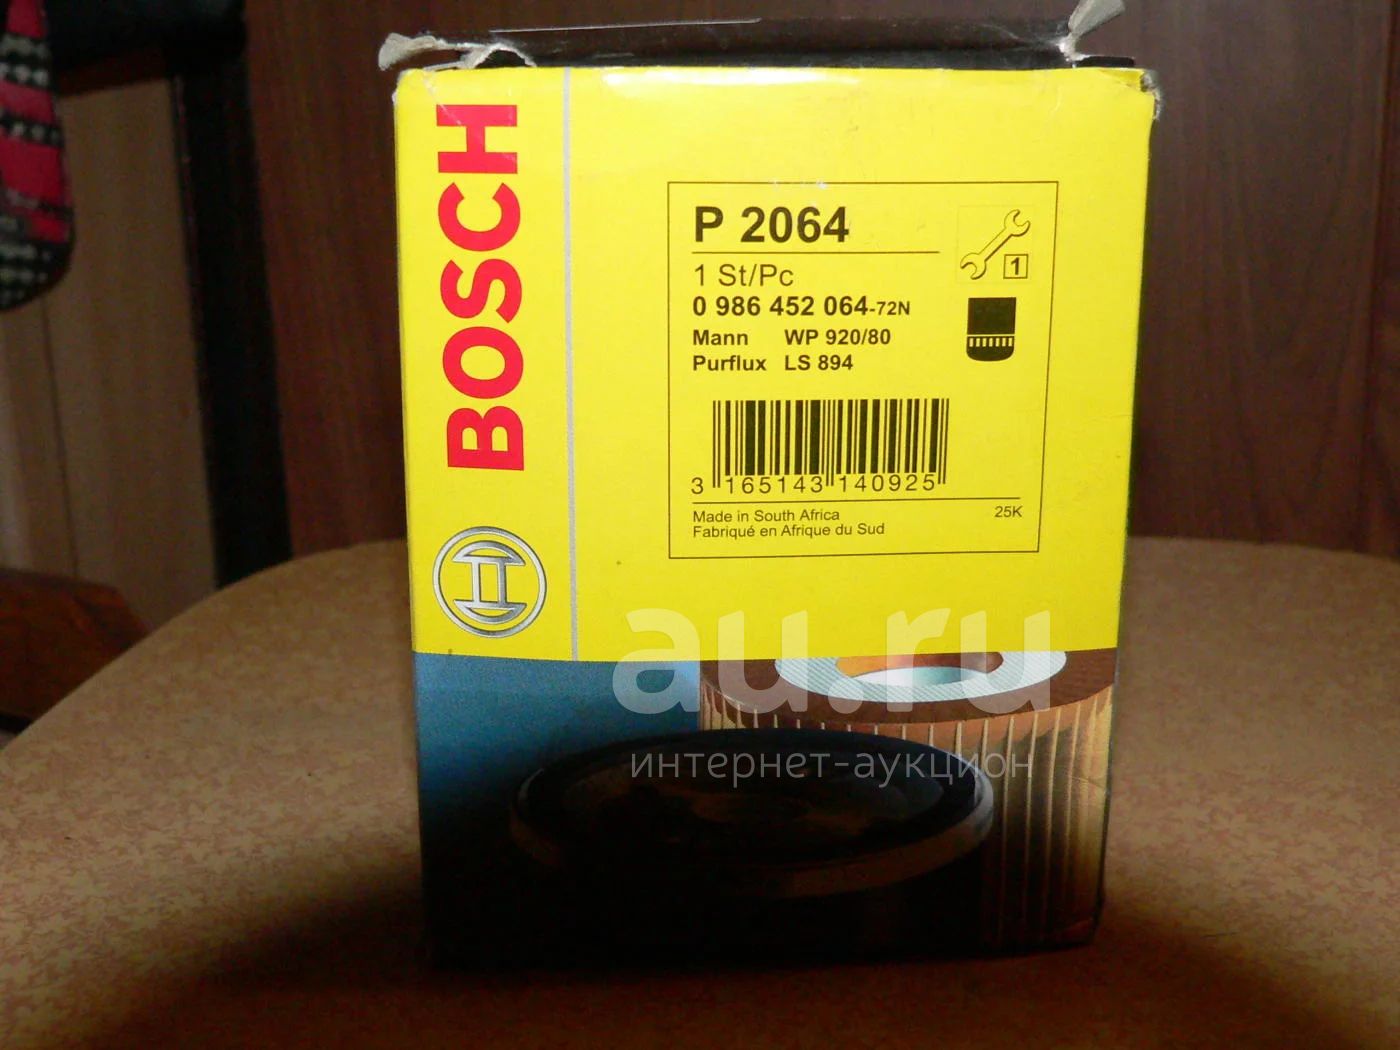 BOSCH
P 2064
1
1 St/Pc
0 986 452 064-72N
Mann WP 920/80
Purflux LS 894
3 165143 140925
Made in South Africa 25K
Fabriqué en Afrique du Sud
au.ru
интернет-аукцион